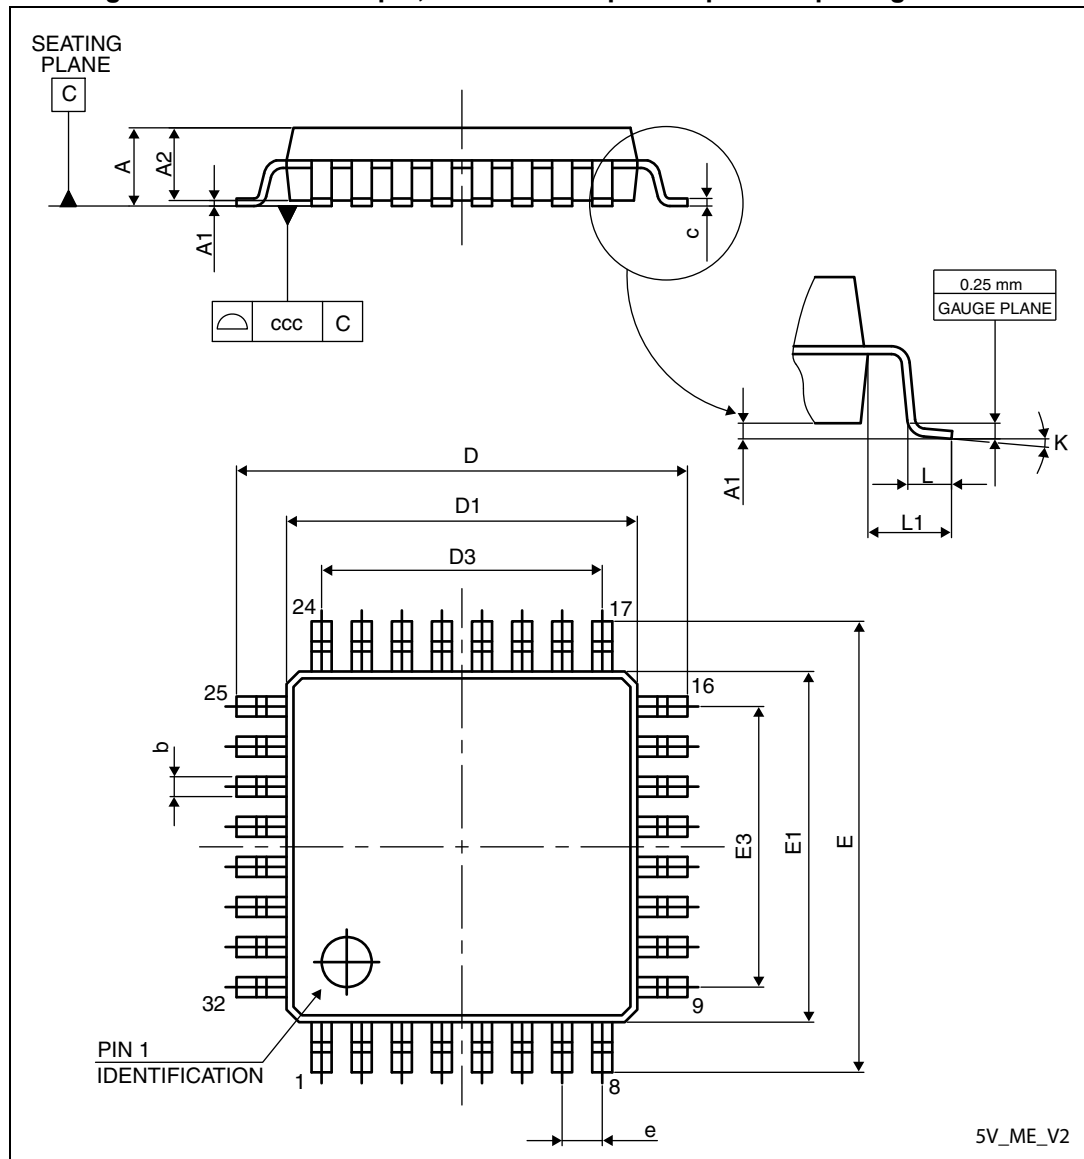 SEATING
PLANE
C
A
A2
A1
c
ccc
C
0.25 mm
GAUGE PLANE
K
A1
L
L1
D
D1
D3
24
17
25
16
b
E3
E1
E
32
9
PIN 1
IDENTIFICATION
1
8
e
5V_ME_V2